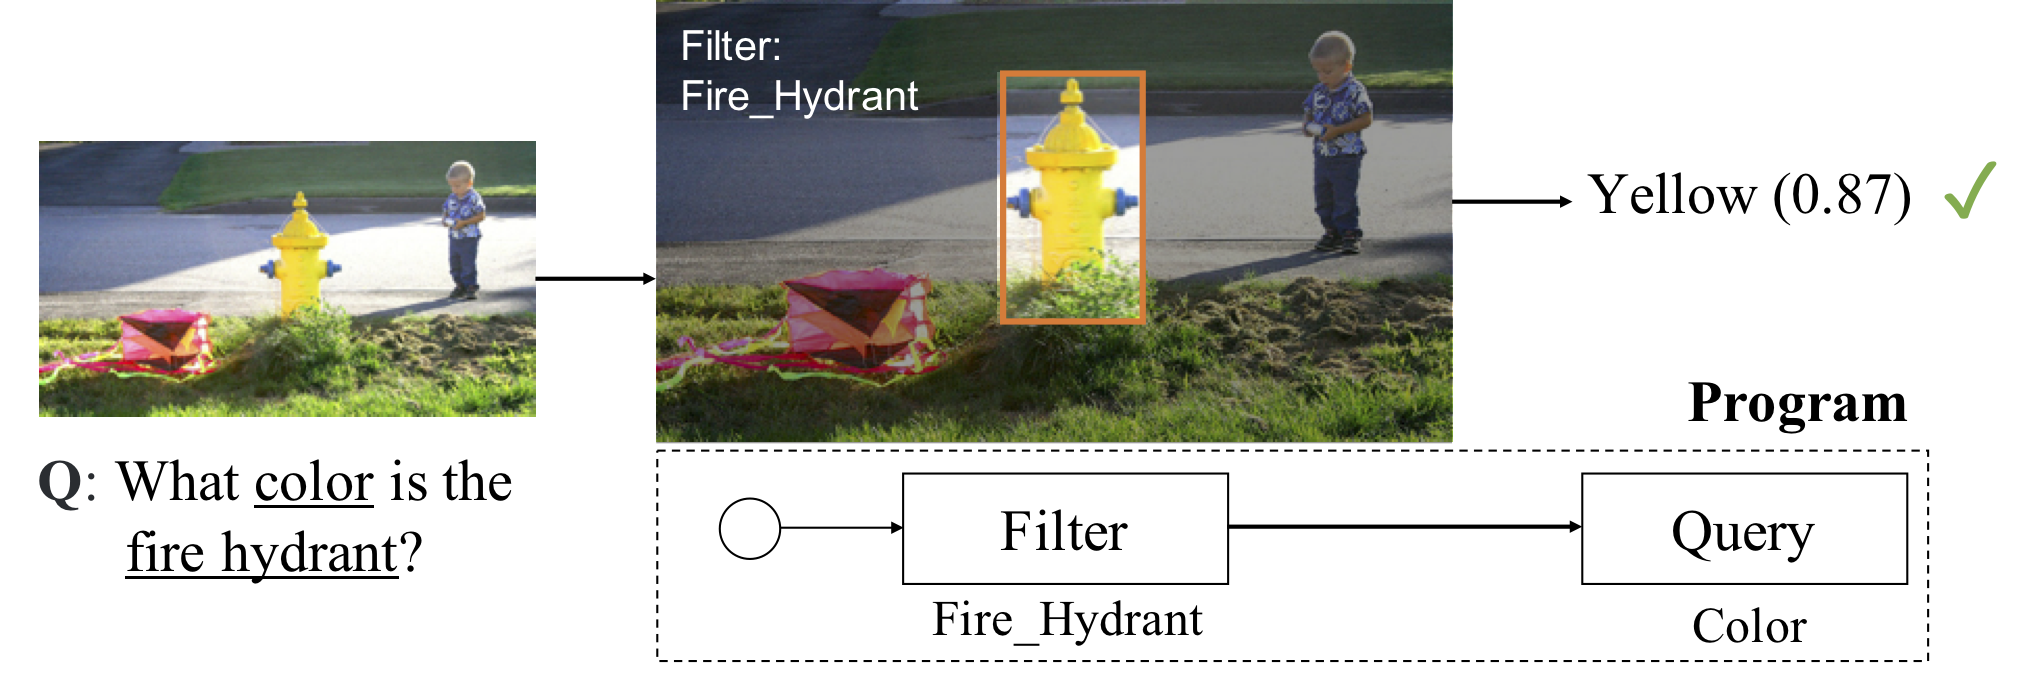 Filter:
Fire_Hydrant
Yellow (0.87) ✓
Q: What color is the
fire hydrant?
Program
Filter
Query
Fire_Hydrant
Color